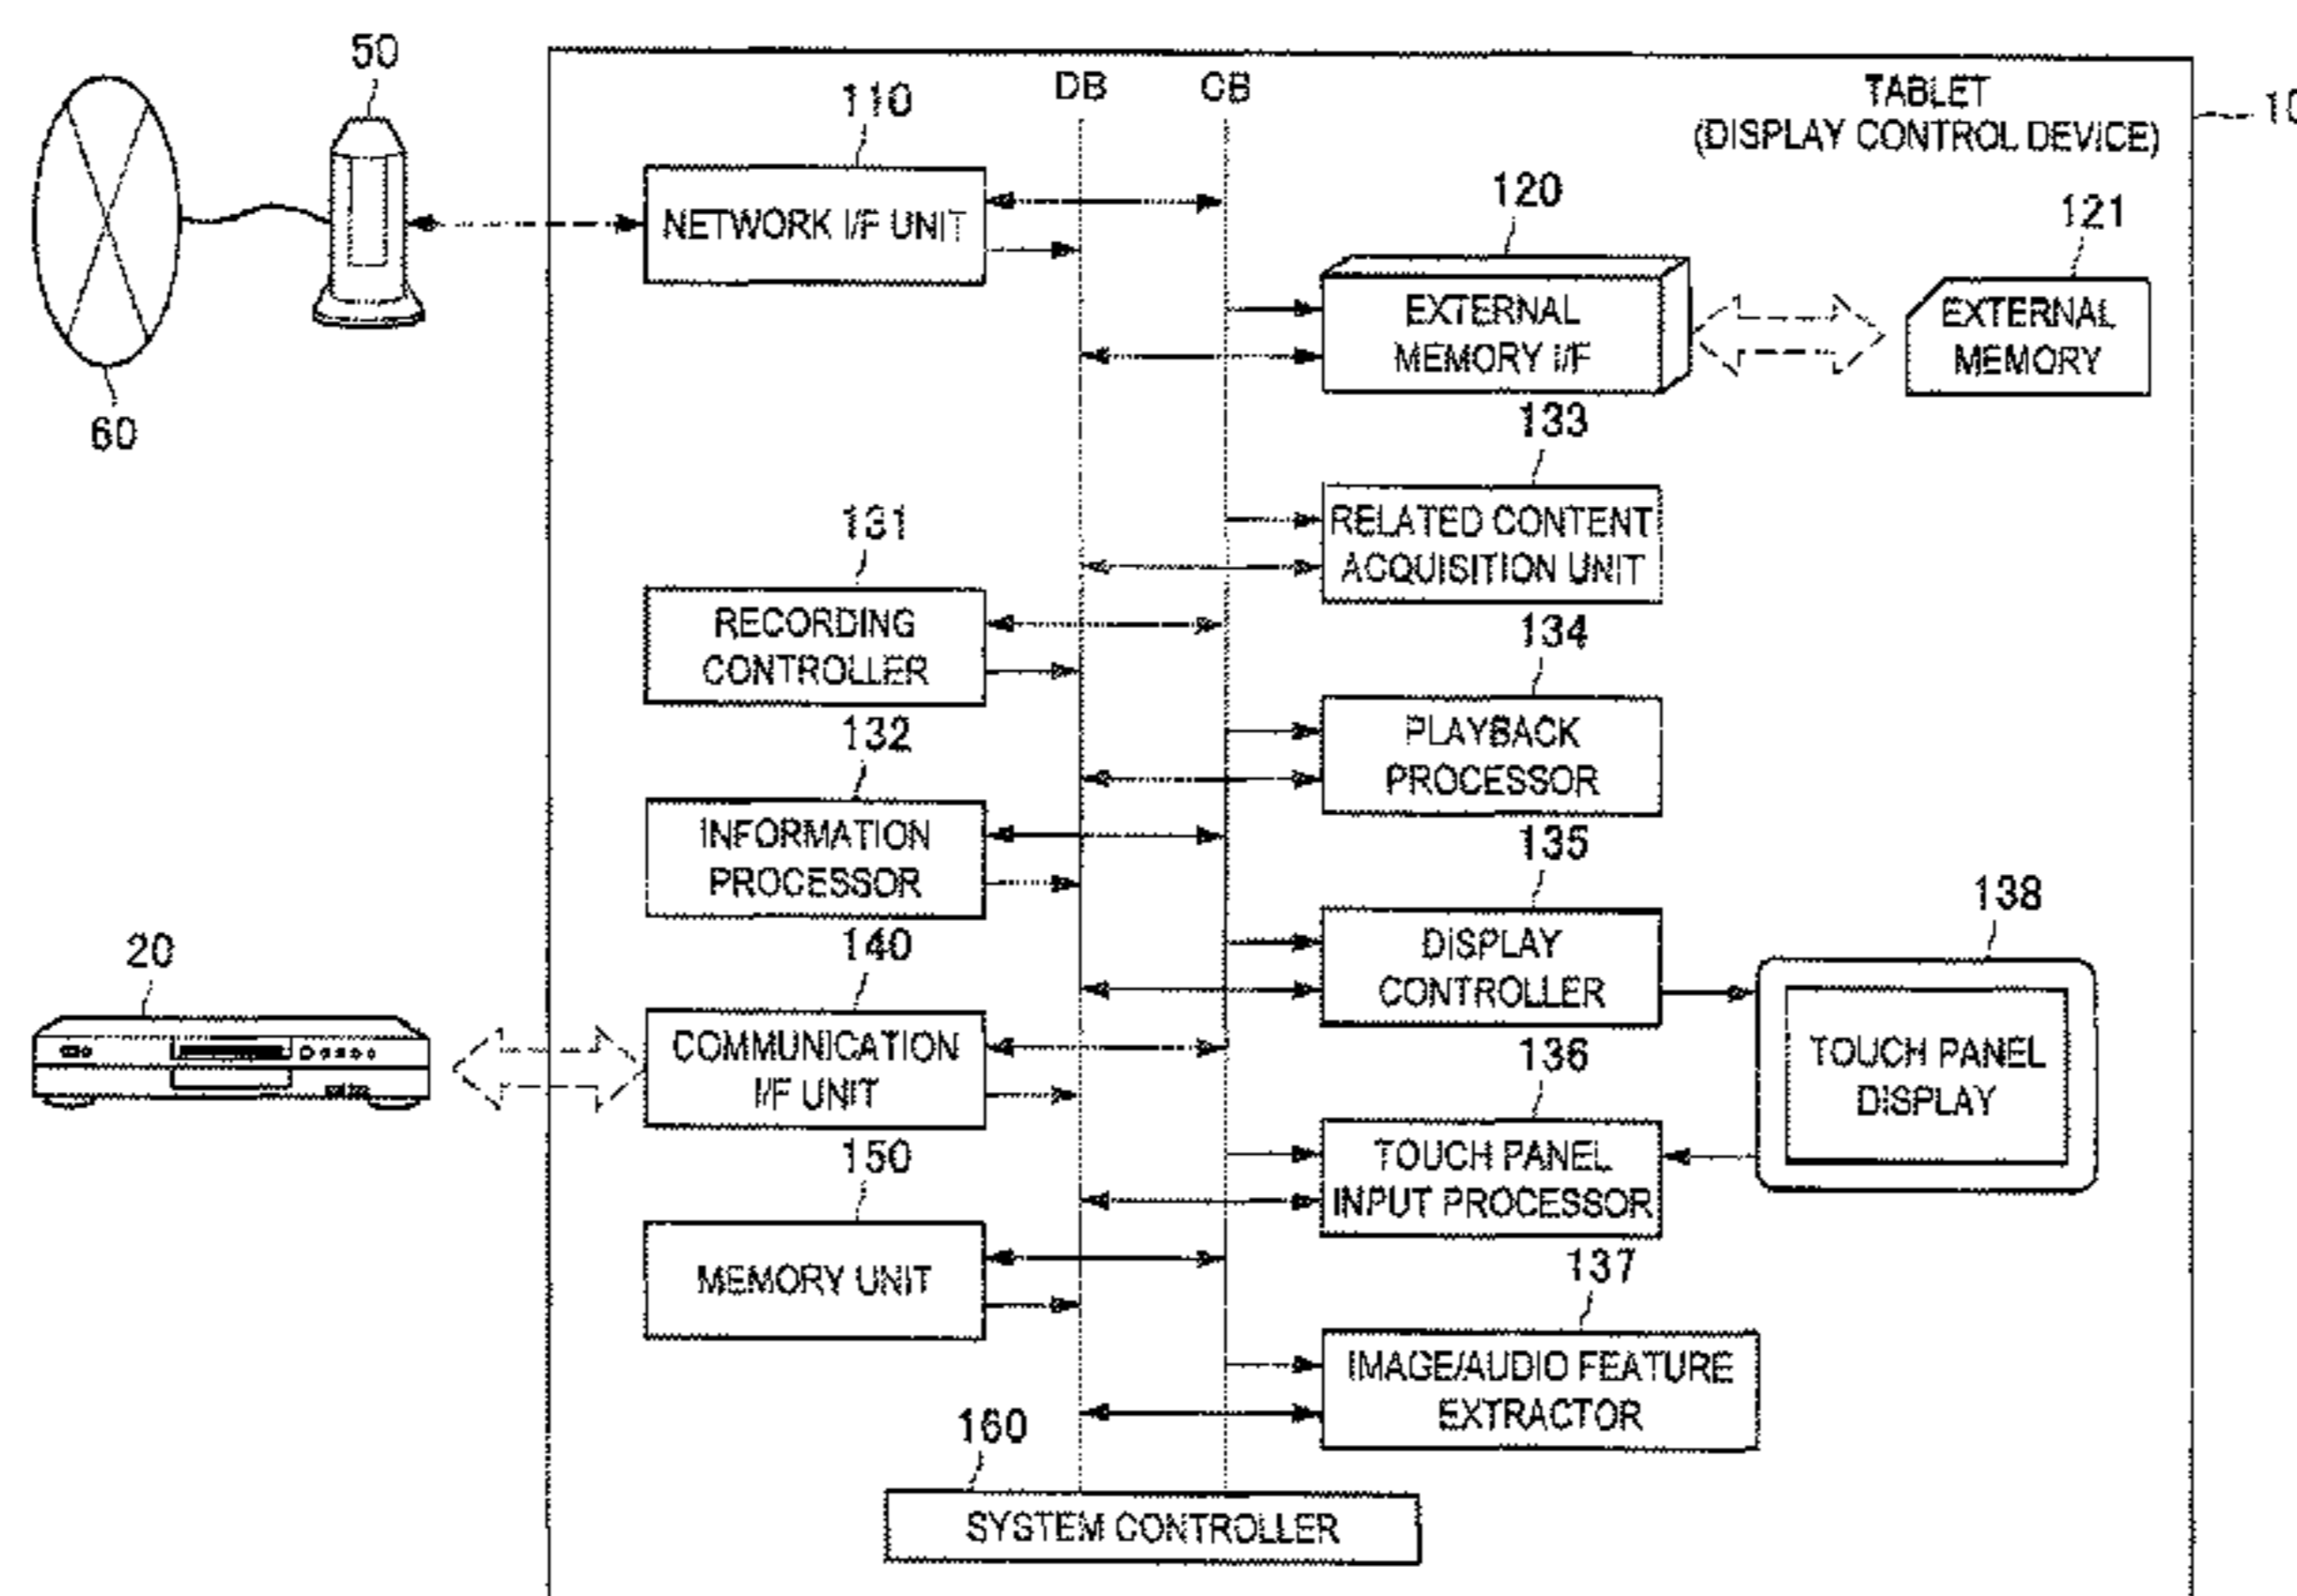 50
DB
CB
TABLET
(DISPLAY CONTROL DEVICE)
10
110
NETWORK I/F UNIT
120
121
EXTERNAL
MEMORY I/F
EXTERNAL
MEMORY
60
133
RELATED CONTENT
ACQUISITION UNIT
131
RECORDING
CONTROLLER
134
PLAYBACK
PROCESSOR
132
INFORMATION
PROCESSOR
135
DISPLAY
CONTROLLER
138
TOUCH PANEL
DISPLAY
20
140
COMMUNICATION
I/F UNIT
136
TOUCH PANEL
INPUT PROCESSOR
150
MEMORY UNIT
137
IMAGE/AUDIO FEATURE
EXTRACTOR
160
SYSTEM CONTROLLER